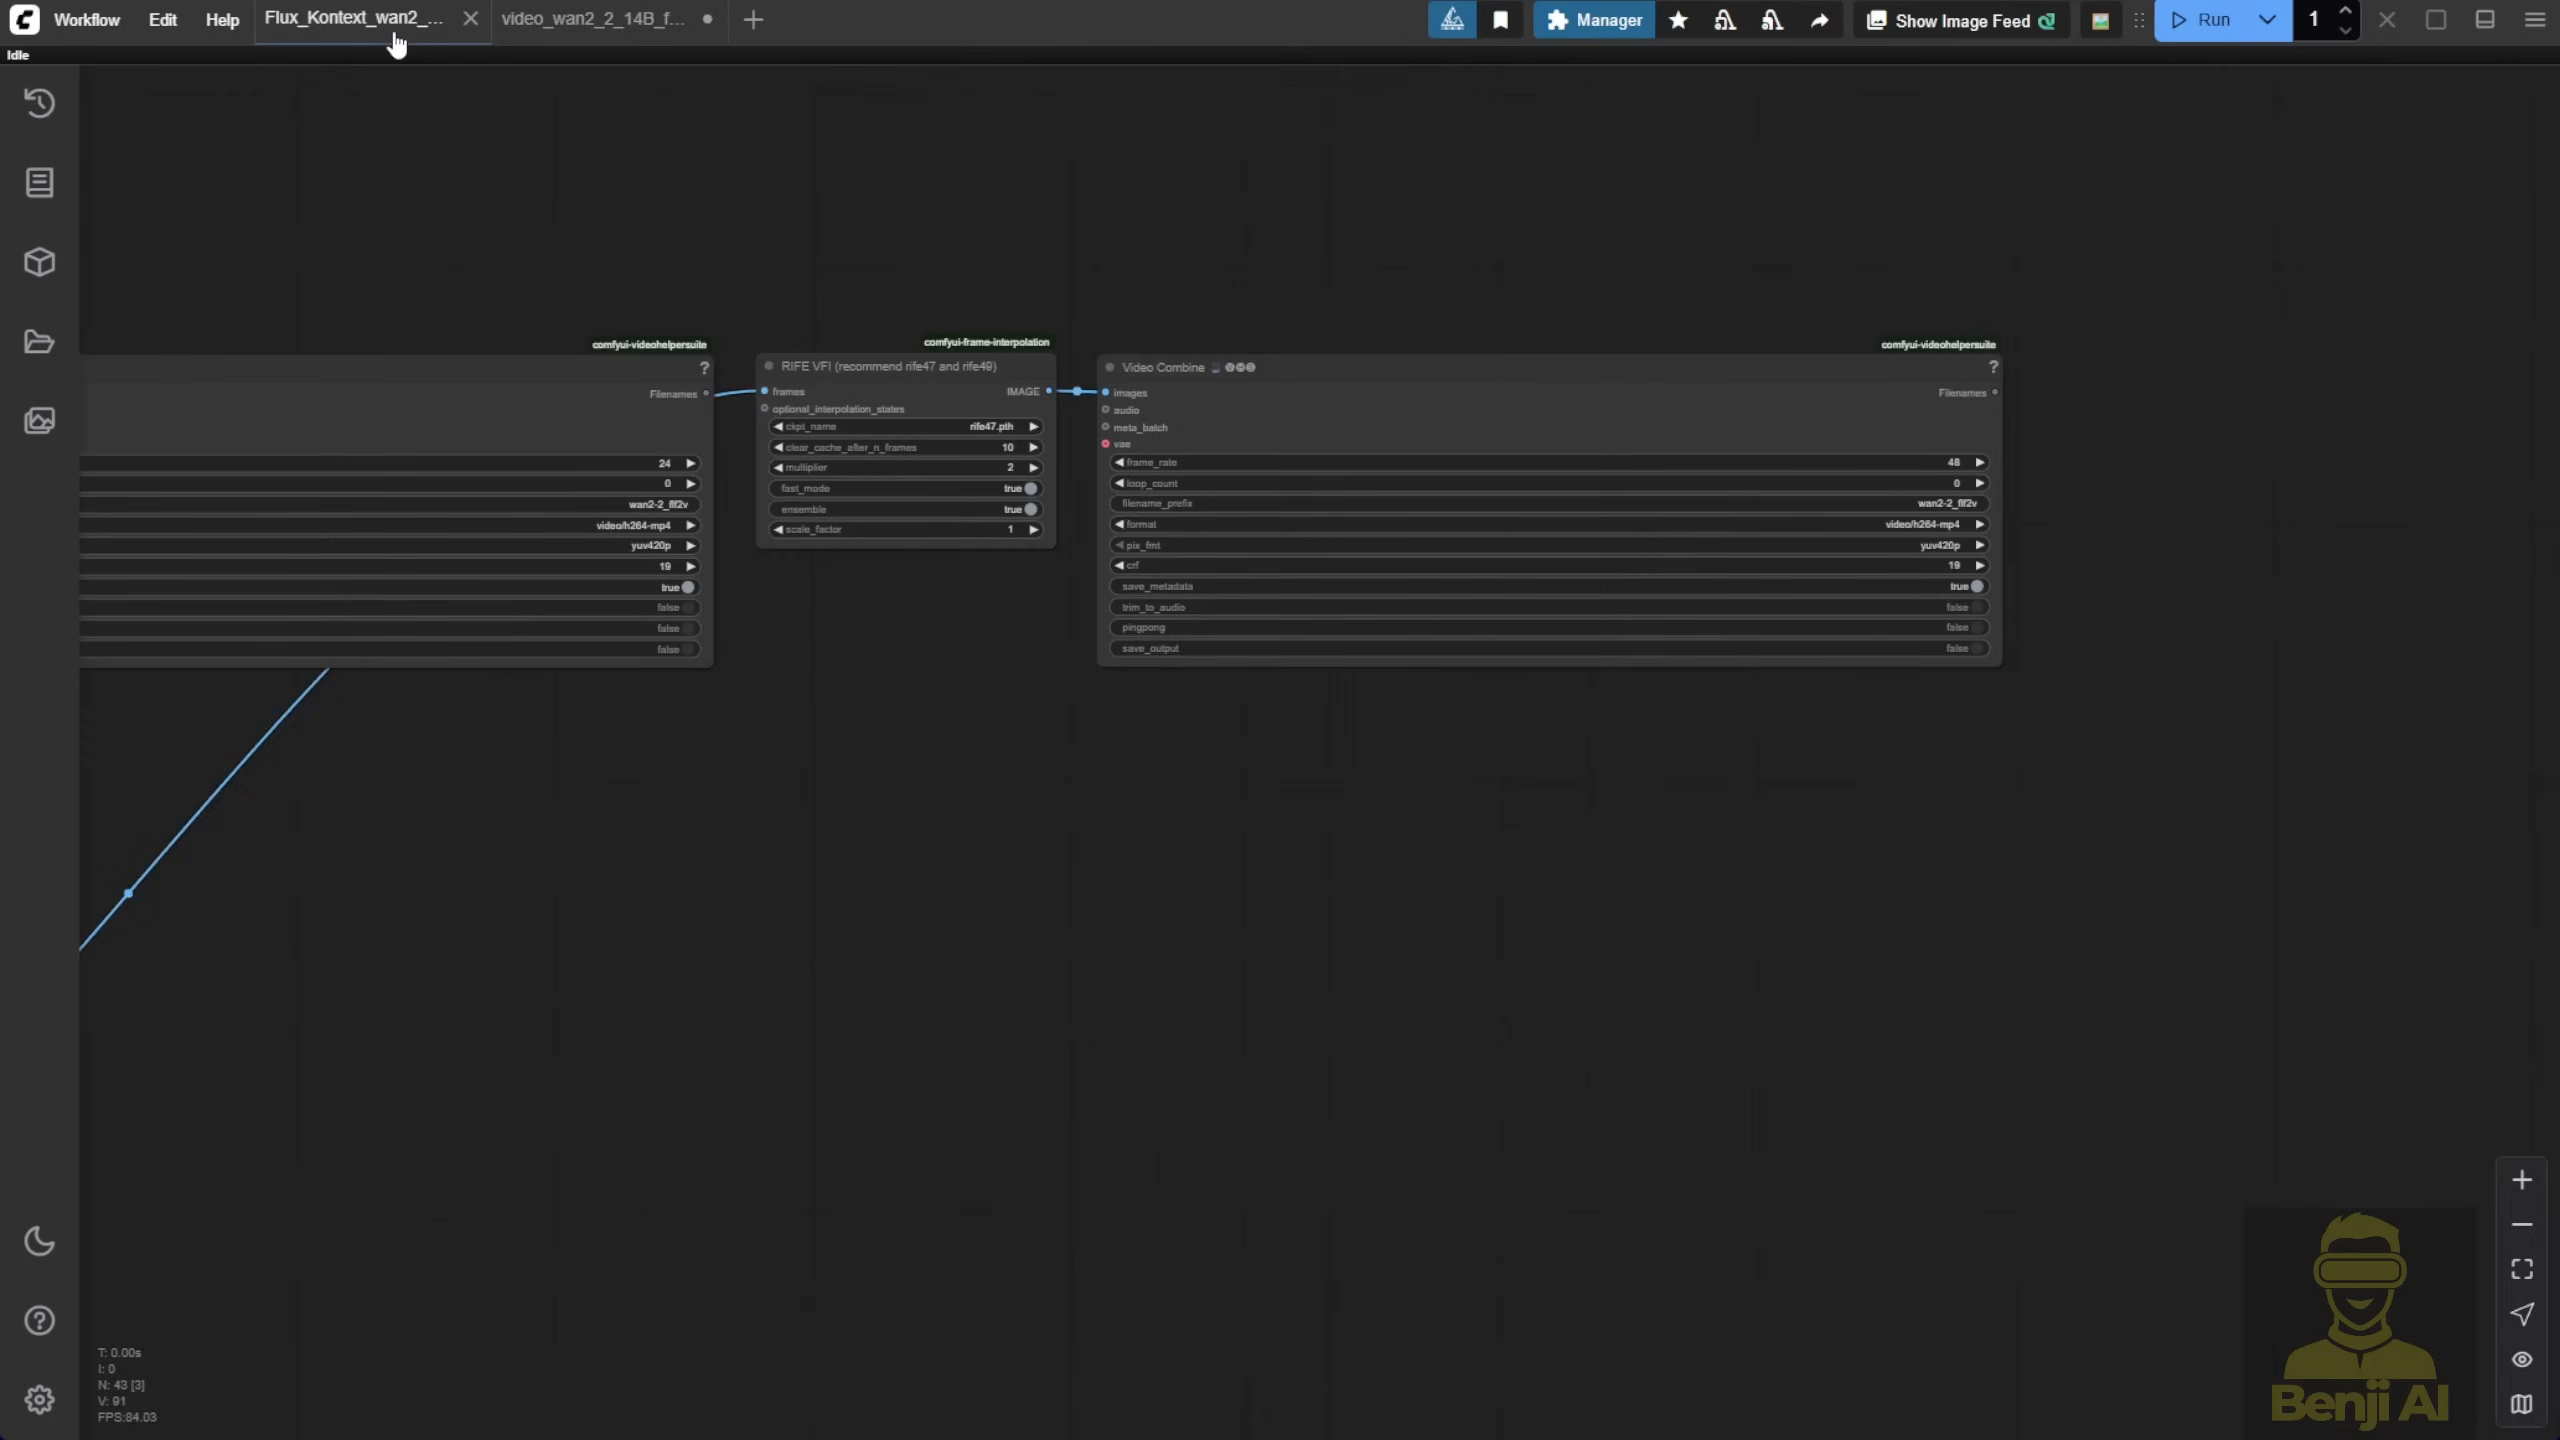 Workflow Edit Help Flux_Kontext_wan2_... video_wan2_2_14B_f... Manager Show Image Feed Run 1
Idle
comfyui-videohelpersuite
?
Filenames
24
0
wan2-2_flf2v
video/h264-mp4
yuv420p
19
true
false
false
false
comfyui-frame-interpolation
RIFE VFI (recommend rife47 and rife49)
frames IMAGE
optional_interpolation_states
ckpt_name rife47.pth
clear_cache_after_n_frames 10
multiplier 2
fast_mode true
ensemble true
scale_factor 1
comfyui-videohelpersuite
Video Combine VHS ?
images Filenames
audio
meta_batch
vae
frame_rate 48
loop_count 0
filename_prefix wan2-2_flf2v
format video/h264-mp4
pix_fmt yuv420p
crf 19
save_metadata true
trim_to_audio false
pingpong false
save_output false
T: 0.00s
I: 0
N: 43 [3]
V: 91
FPS:84.03
Benji AI